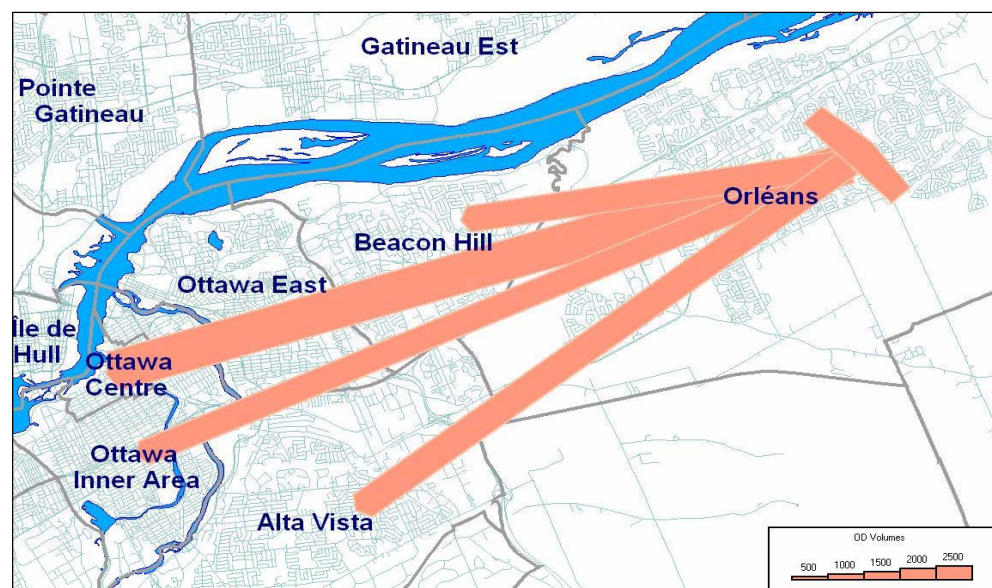 Gatineau Est
Pointe
Gatineau
Orléans
Beacon Hill
Ottawa East
Île de
Hull
Ottawa
Centre
Ottawa
Inner Area
Alta Vista
OD Volumes
500 1000 1500 2000 2500